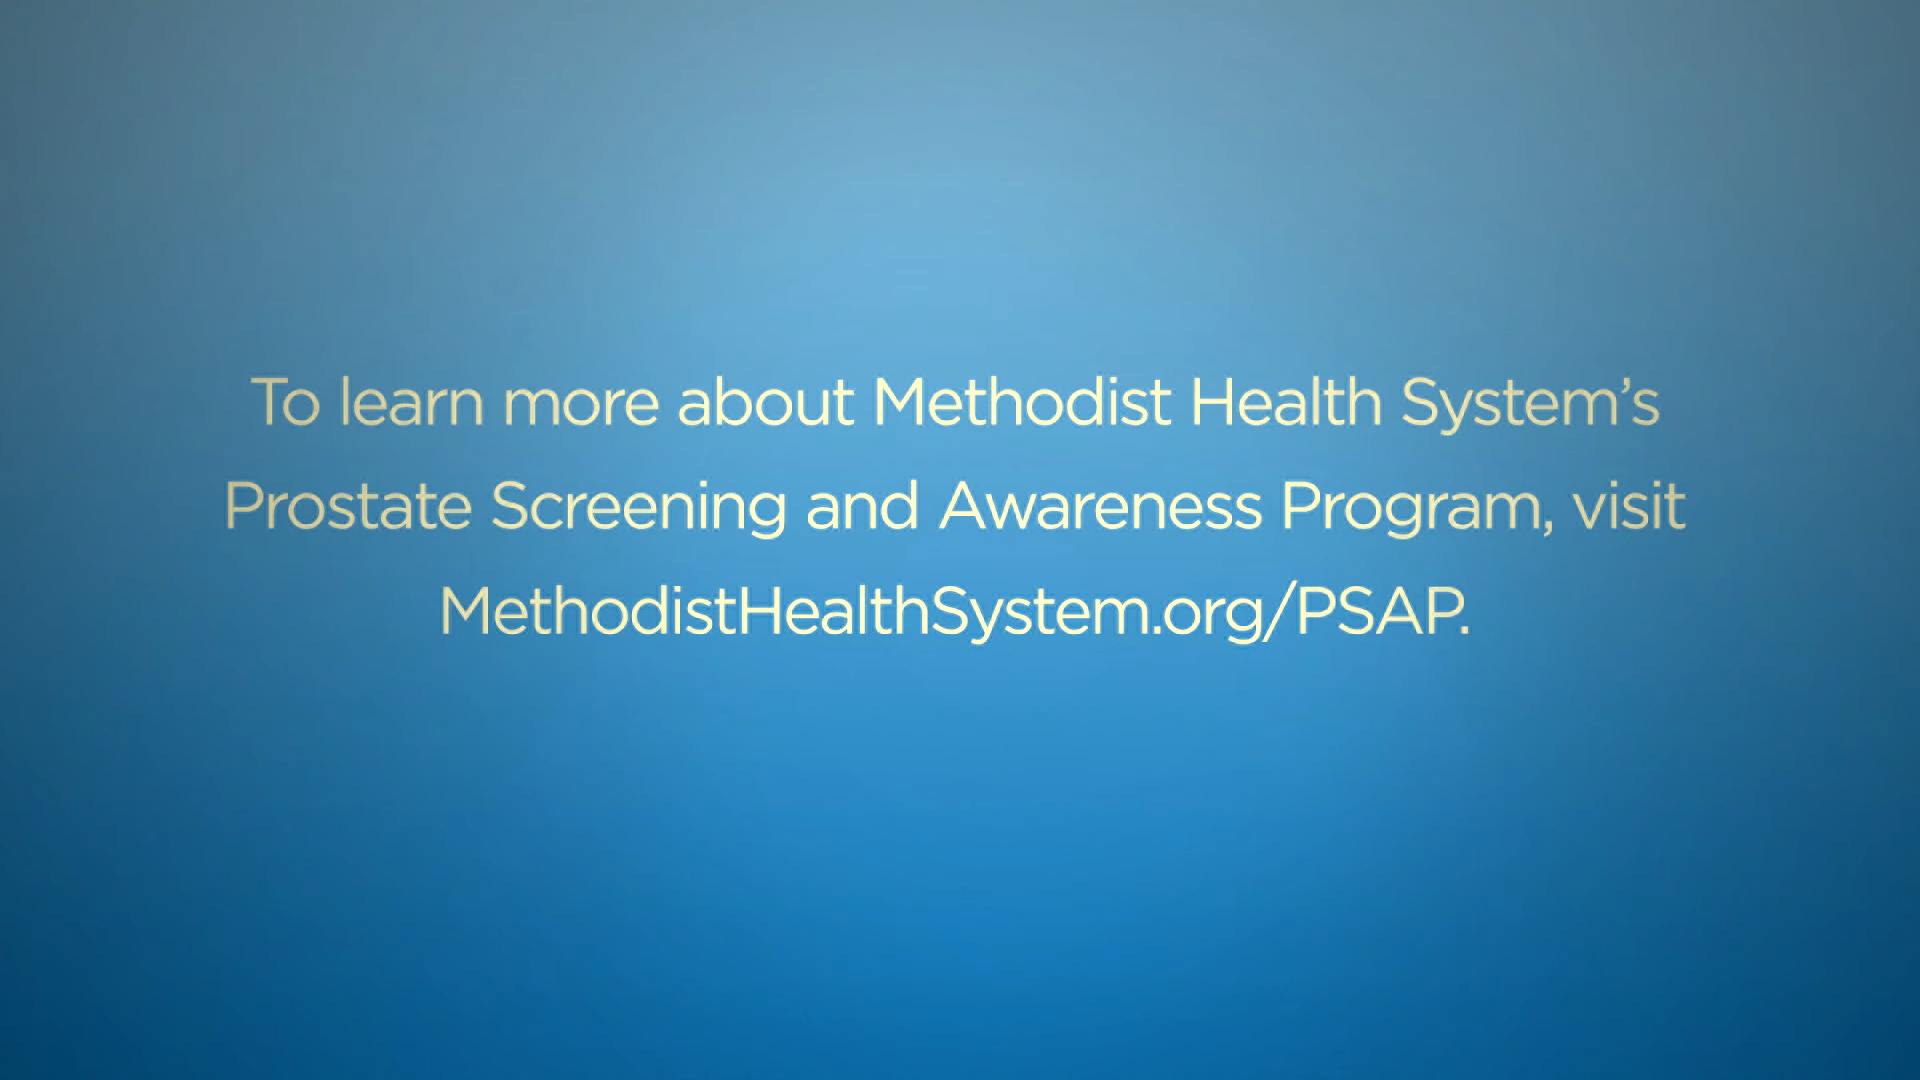 To learn more about Methodist Health System’s
Prostate Screening and Awareness Program, visit
MethodistHealthSystem.org/PSAP.